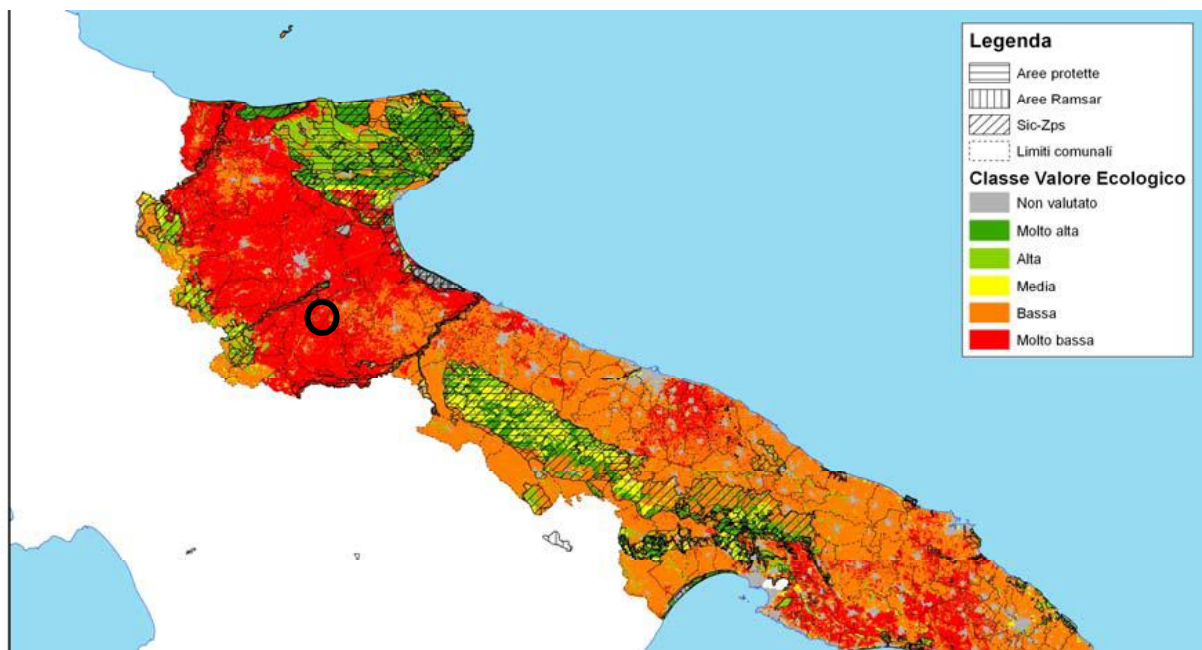 Legenda
Aree protette
Aree Ramsar
Sic-Zps
Limiti comunali
Classe Valore Ecologico
Non valutato
Molto alta
Alta
Media
Bassa
Molto bassa